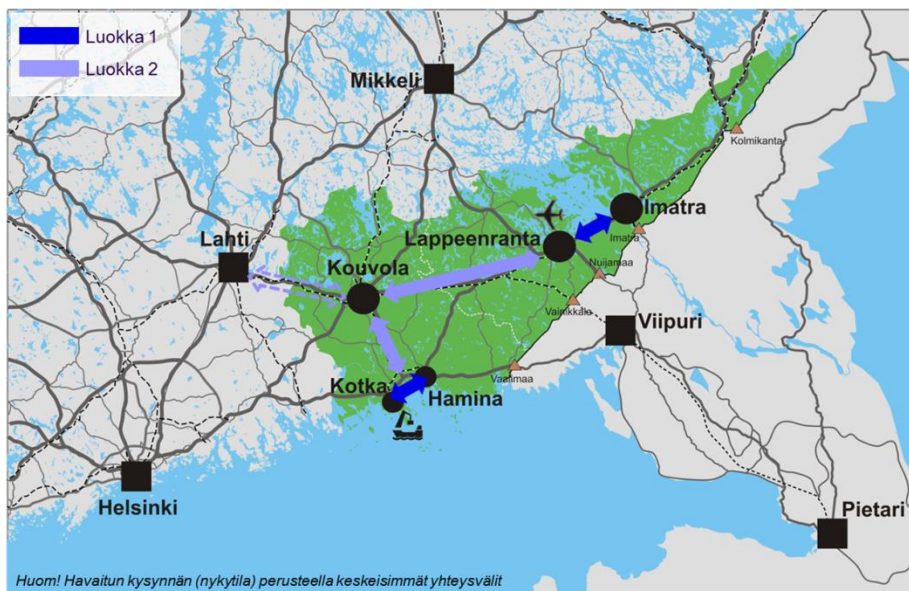 Luokka 1
Luokka 2
Mikkeli
Kolmikanta
Imatra
Lappeenranta
Imatra
Lahti
Kouvola
Nuijamaa
Vainikkala
Viipuri
Vaalimaa
Kotka
Hamina
Helsinki
Pietari
Huom! Havaitun kysynnän (nykytila) perusteella keskeisimmät yhteysvälit